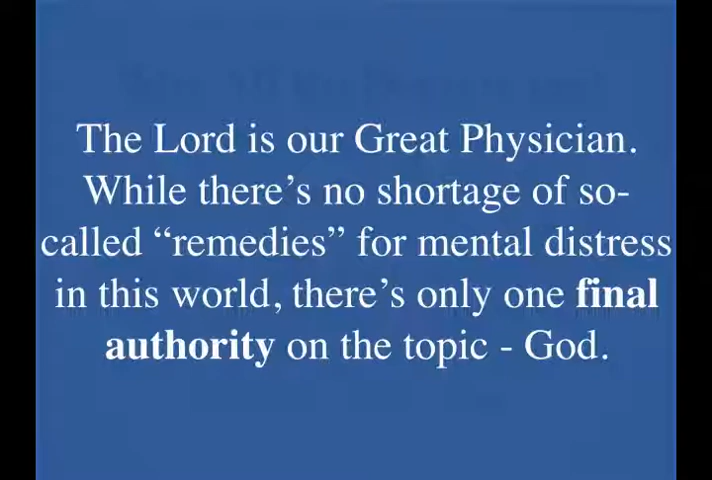 The Lord is our Great Physician.
While there’s no shortage of so-
called “remedies” for mental distress
in this world, there’s only one final
authority on the topic - God.